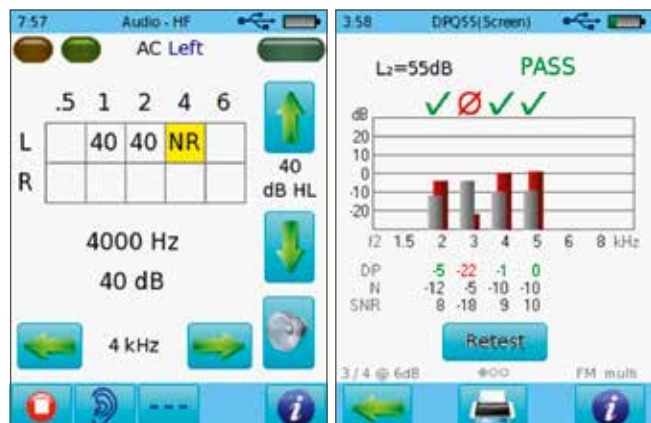 7:57 Audio - HF
AC Left
.5 1 2 4 6
L 40 40 NR
R
40
dB HL
4000 Hz
40 dB
4 kHz
---
i
3:58 DPQ55(Screen)
L₂=55dB PASS
dB
20
10
0
-10
-20
f2 1.5 2 3 4 5 6 8 kHz
DP -5 -22 -1 0
N -12 -5 -10 -10
SNR 8 -18 9 10
Retest
3/4 @ 6dB FM mult
i